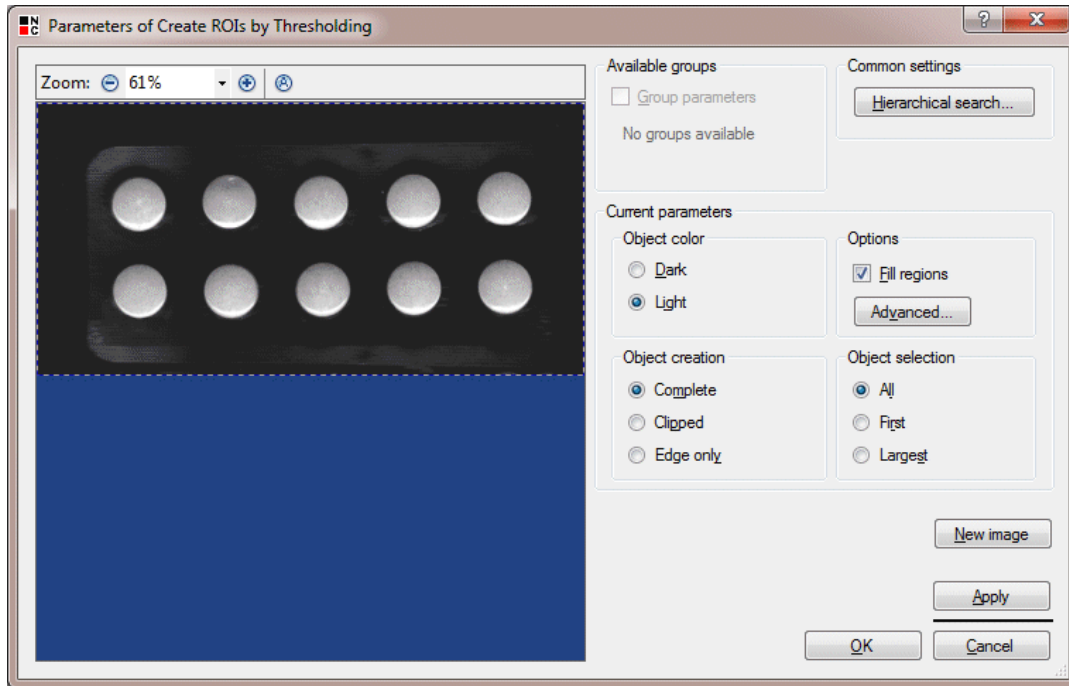 NC Parameters of Create ROIs by Thresholding
Zoom: 61%
Available groups
Group parameters
No groups available
Common settings
Hierarchical search...
Current parameters
Object color
Dark
Light
Options
Fill regions
Advanced...
Object creation
Complete
Clipped
Edge only
Object selection
All
First
Largest
New image
Apply
OK
Cancel